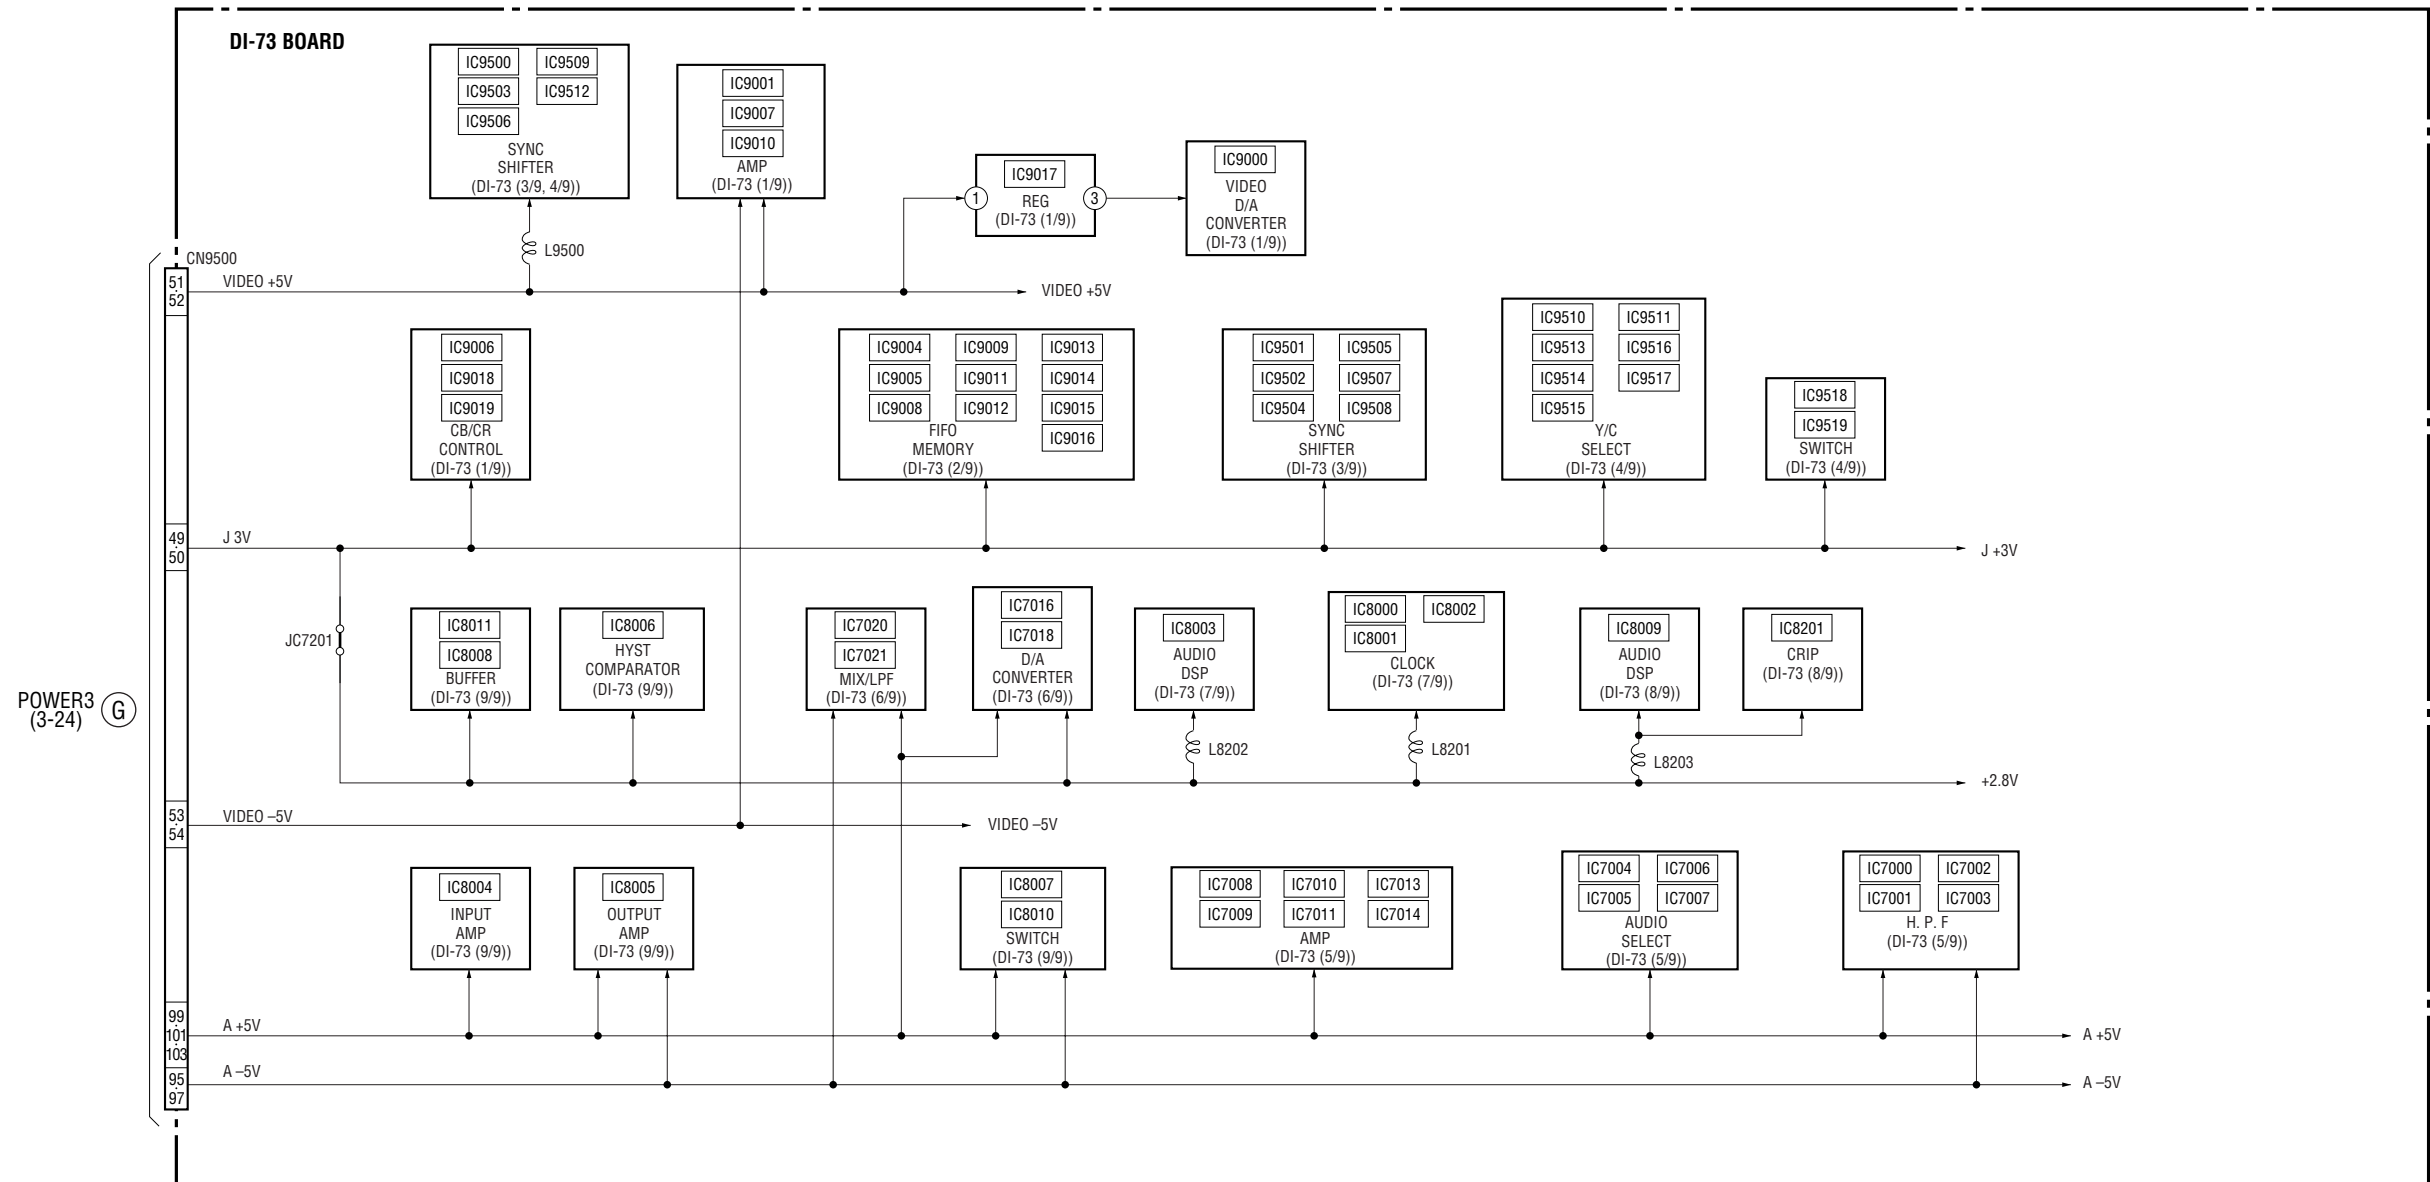 DI-73 BOARD
IC9500 IC9509
IC9503 IC9512
IC9506
SYNC
SHIFTER
(DI-73 (3/9, 4/9))
IC9001
IC9007
IC9010
AMP
(DI-73 (1/9))
IC9017
1 REG 3
(DI-73 (1/9))
IC9000
VIDEO
D/A
CONVERTER
(DI-73 (1/9))
L9500
CN9500
51
52
VIDEO +5V
VIDEO +5V
IC9006
IC9018
IC9019
CB/CR
CONTROL
(DI-73 (1/9))
IC9004 IC9009 IC9013
IC9005 IC9011 IC9014
IC9008 IC9012 IC9015
IC9016
FIFO
MEMORY
(DI-73 (2/9))
IC9501 IC9505
IC9502 IC9507
IC9504 IC9508
SYNC
SHIFTER
(DI-73 (3/9))
IC9510 IC9511
IC9513 IC9516
IC9514 IC9517
IC9515
Y/C
SELECT
(DI-73 (4/9))
IC9518
IC9519
SWITCH
(DI-73 (4/9))
49
50
J 3V
J +3V
JC7201
IC8011
IC8008
BUFFER
(DI-73 (9/9))
IC8006
HYST
COMPARATOR
(DI-73 (9/9))
IC7020
IC7021
MIX/LPF
(DI-73 (6/9))
IC7016
IC7018
D/A
CONVERTER
(DI-73 (6/9))
IC8003
AUDIO
DSP
(DI-73 (7/9))
IC8000 IC8002
IC8001
CLOCK
(DI-73 (7/9))
IC8009
AUDIO
DSP
(DI-73 (8/9))
IC8201
CRIP
(DI-73 (8/9))
L8202
L8201
L8203
+2.8V
POWER3
(3-24)
G
53
54
VIDEO –5V
VIDEO –5V
IC8004
INPUT
AMP
(DI-73 (9/9))
IC8005
OUTPUT
AMP
(DI-73 (9/9))
IC8007
IC8010
SWITCH
(DI-73 (9/9))
IC7008 IC7010 IC7013
IC7009 IC7011 IC7014
AMP
(DI-73 (5/9))
IC7004 IC7006
IC7005 IC7007
AUDIO
SELECT
(DI-73 (5/9))
IC7000 IC7002
IC7001 IC7003
H. P. F
(DI-73 (5/9))
99
101
103
A +5V
A +5V
95
97
A –5V
A –5V